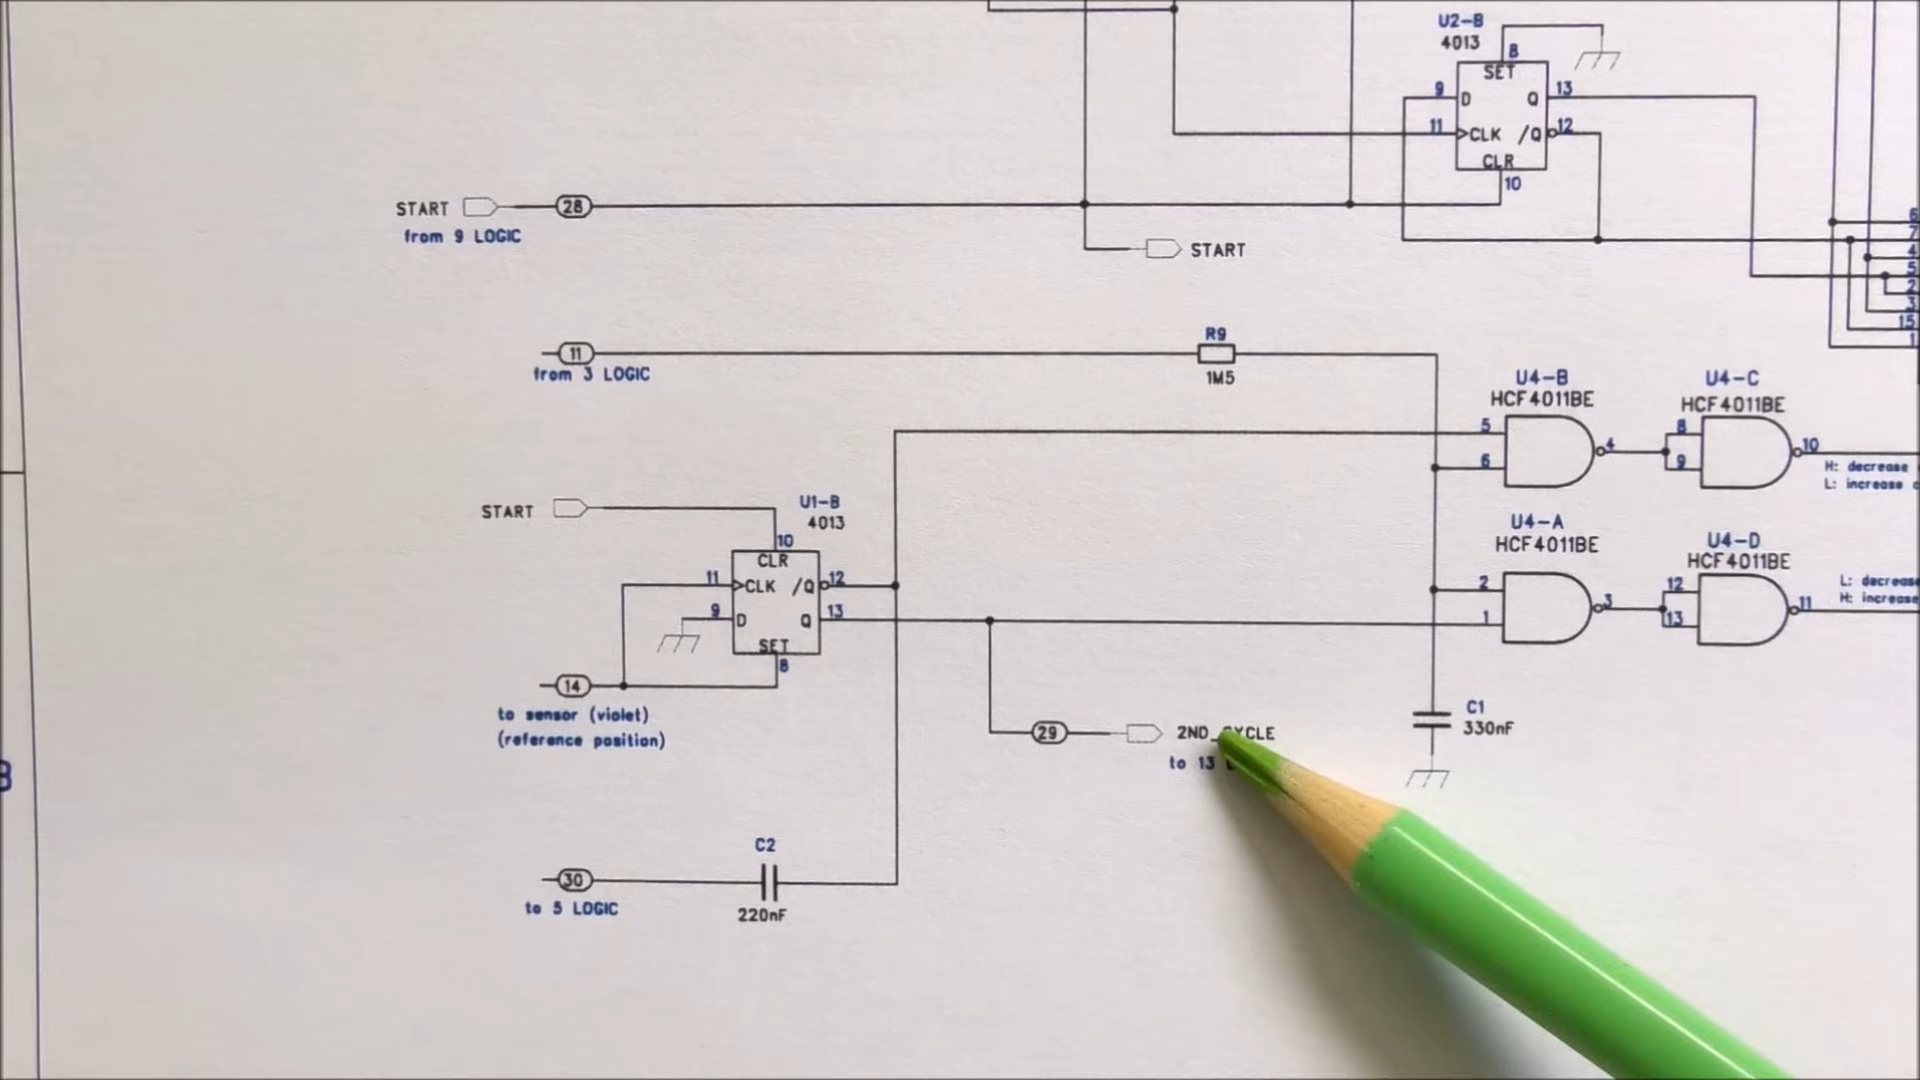 U2-B
4013
8
SET
9 D Q 13
11 CLK /Q 12
CLR
10
START 28
from 9 LOGIC
START
6
7
4
5
2
3
15
1
11
from 3 LOGIC
R9
1M5
U4-B
HCF4011BE
5
6
4
U4-C
HCF4011BE
8
9
10
H: decrease
L: increase
START
U1-B
4013
10
CLR
11 CLK /Q 12
9 D Q 13
SET
8
14
to sensor (violet)
(reference position)
U4-A
HCF4011BE
2
1
3
U4-D
HCF4011BE
12
13
11
L: decrease
H: increase
29 2ND_CYCLE
to 13
C1
330nF
C2
30
220nF
to 5 LOGIC
B